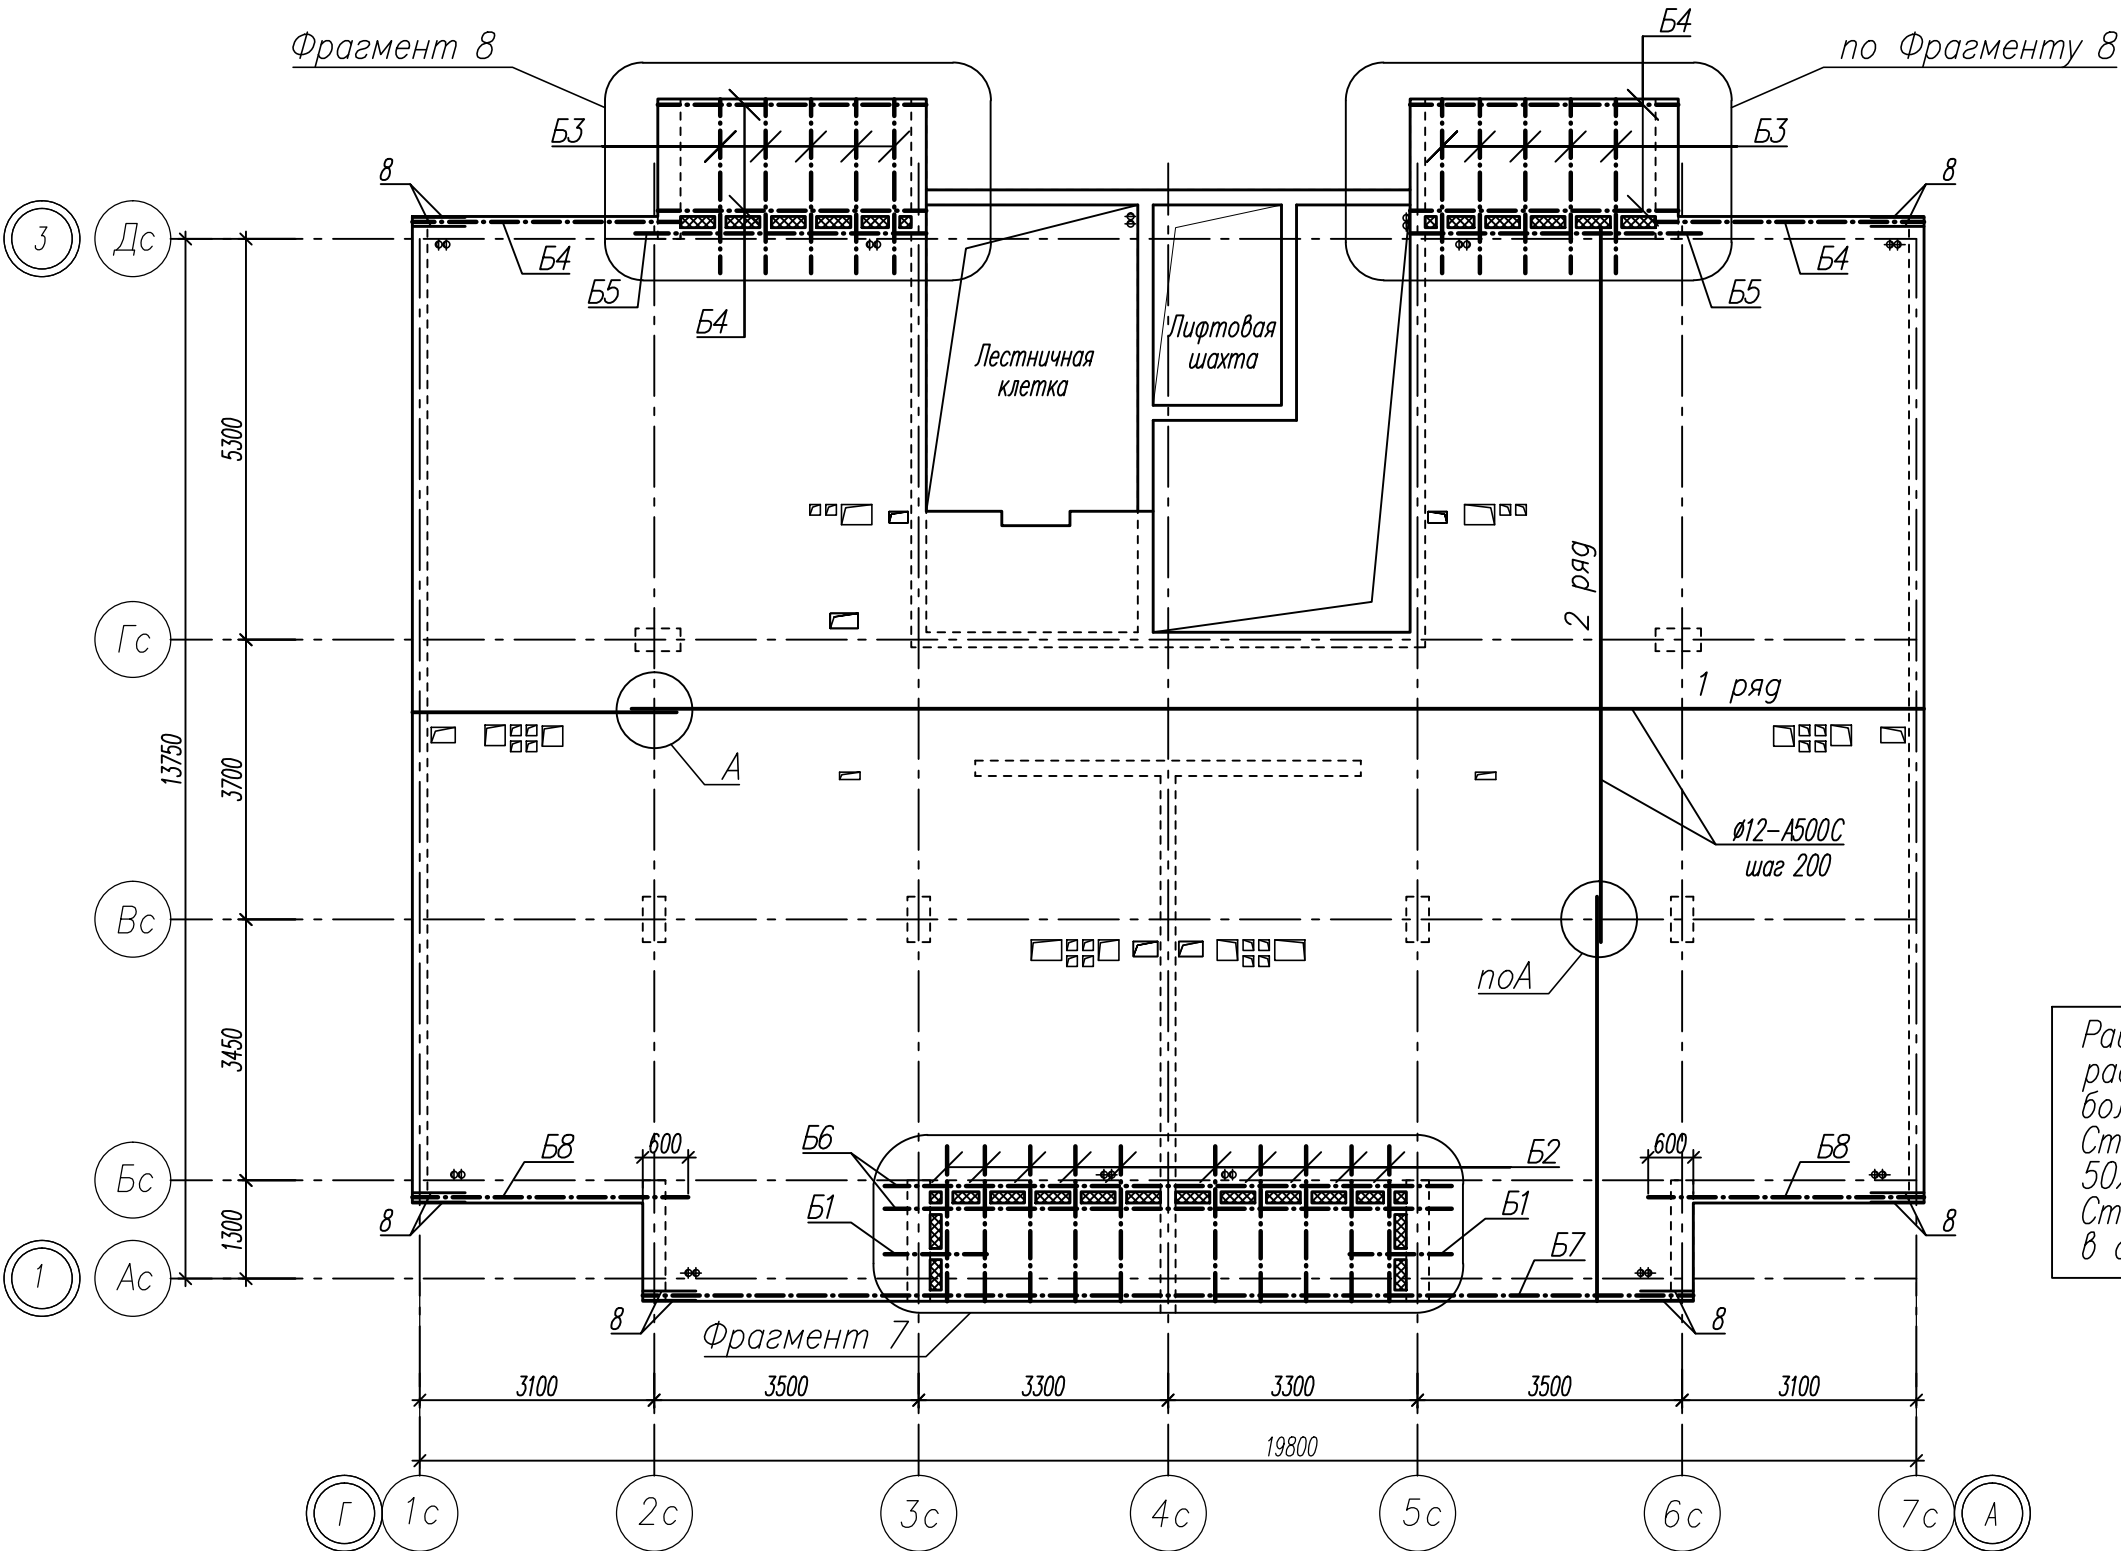 Б4
Фрагмент 8
по Фрагменту 8
Б3
Б3
8
8
3
Дс
Б4
Б4
Б5
Б5
Б4
Лифтовая
шахта
Лестничная
клетка
5300
2 ряд
Гс
1 ряд
13750
3700
А
ø12-А500С
шаг 200
Вс
поА
3450
Б6
Б8
600
Б2
600
Б8
Бс
Б1
Б1
8
8
1300
Б7
1
Ас
8
8
Фрагмент 7
3100
3500
3300
3300
3500
3100
19800
Г
1с
2с
3с
4с
5с
6с
7с
А